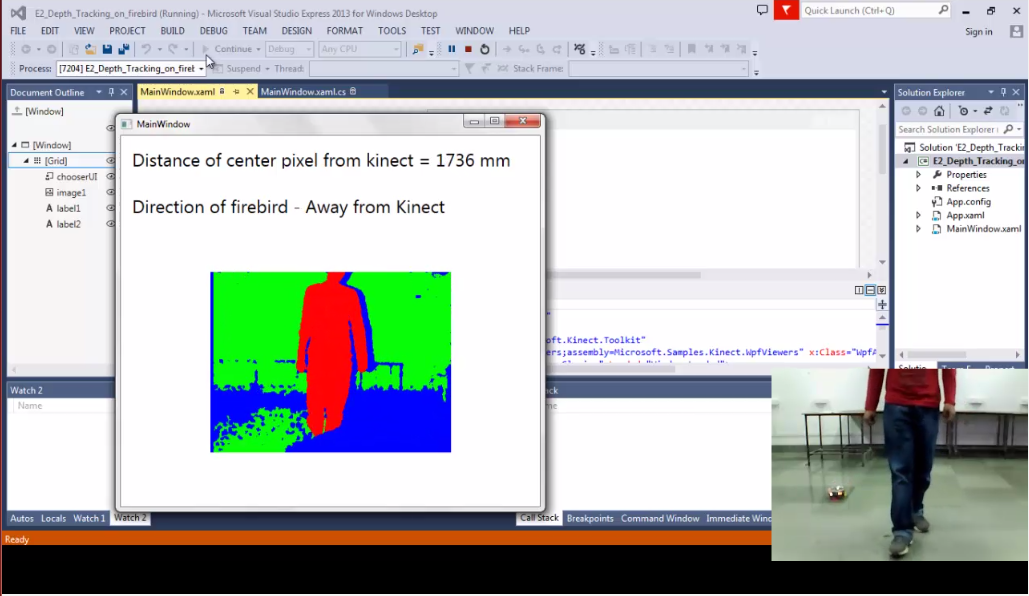 E2_Depth_Tracking_on_firebird (Running) - Microsoft Visual Studio Express 2013 for Windows Desktop
Quick Launch (Ctrl+Q)
FILE EDIT VIEW PROJECT BUILD DEBUG TEAM DESIGN FORMAT TOOLS TEST WINDOW HELP
Sign in
Continue Debug Any CPU
Process: [7204] E2_Depth_Tracking_on_firet Suspend Thread: Stack Frame:
Document Outline MainWindow.xaml MainWindow.xaml.cs Solution Explorer
[Window]
MainWindow
Search Solution Explorer
[Window]
Solution 'E2_Depth_Trackin
[Grid]
Distance of center pixel from kinect = 1736 mm
E2_Depth_Tracking_o
chooserUI
Properties
image1
References
label1
Direction of firebird - Away from Kinect
App.config
label2
App.xaml
MainWindow.xaml
oft.Kinect.Toolkit"
ers;assembly=Microsoft.Samples.Kinect.WpfViewers" x:Class="WpfA
Watch 2
Name
Autos Locals Watch 1 Watch 2 Call Stack Breakpoints Command Window Immediate Wind
Ready